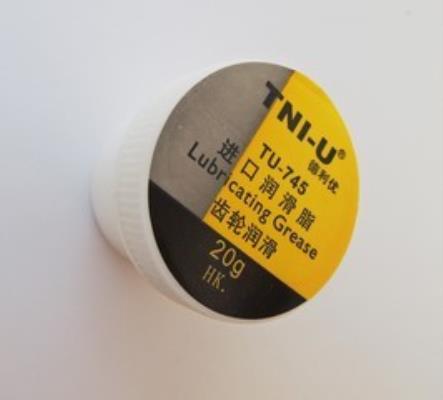 TNI-U®
德利优
TU-745
进口润滑脂
Lubricating Grease
齿轮润滑
20g
HK.